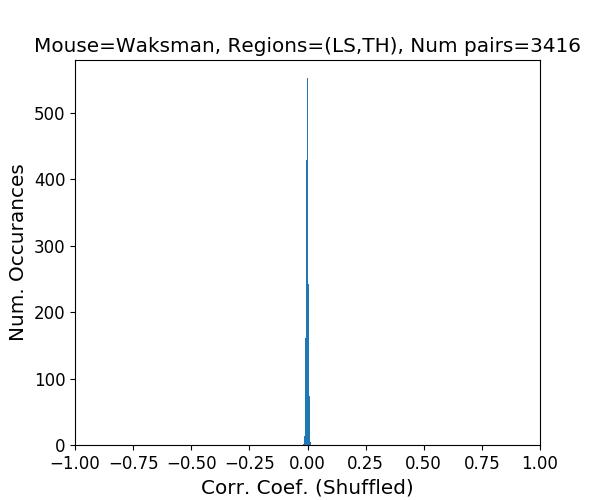 Mouse=Waksman, Regions=(LS,TH), Num pairs=3416
500
400
300
200
100
0
Num. Occurances
−1.00 −0.75 −0.50 −0.25 0.00 0.25 0.50 0.75 1.00
Corr. Coef. (Shuffled)